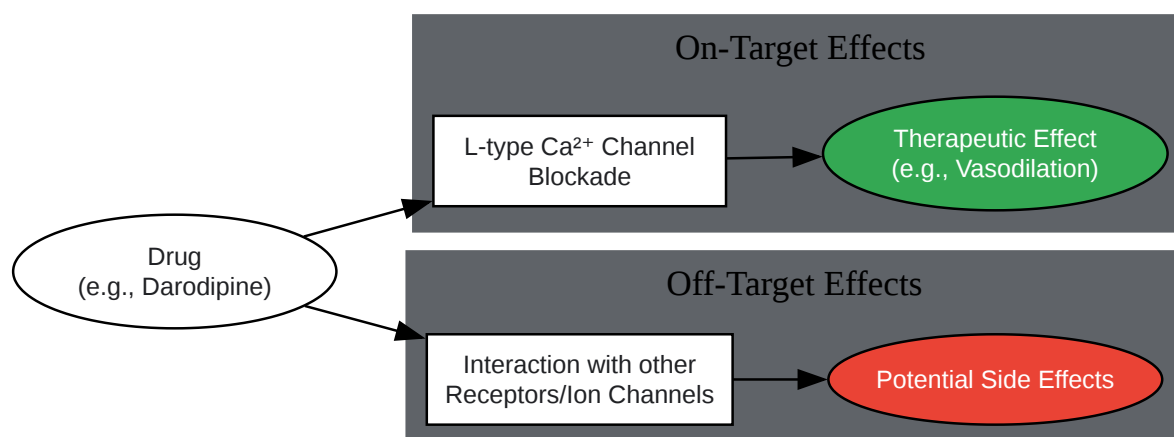 On-Target Effects
L-type Ca²⁺ Channel
Blockade
Therapeutic Effect
(e.g., Vasodilation)
Drug
(e.g., Darodipine)
Off-Target Effects
Interaction with other
Receptors/Ion Channels
Potential Side Effects